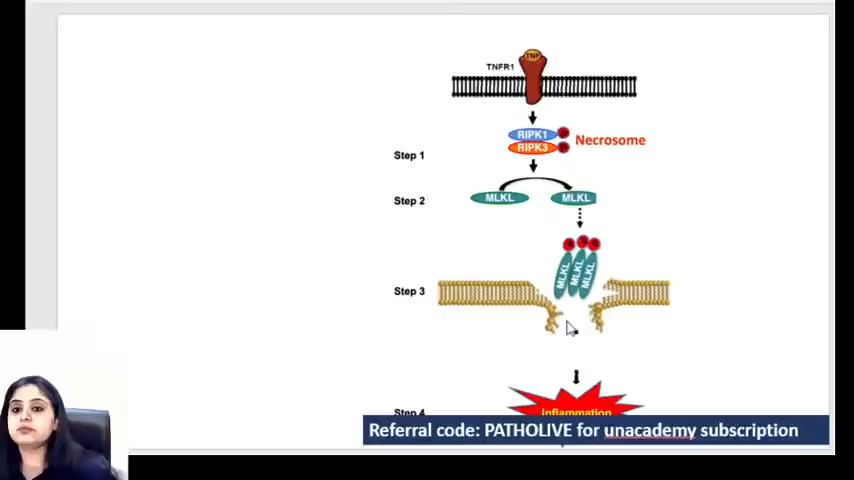 TNF
TNFR1
RIPK1
RIPK3
Necrosome
Step 1
MLKL
MLKL
Step 2
MLKL
MLKL
MLKL
Step 3
Step 4
Inflammation
Referral code: PATHOLIVE for unacademy subscription